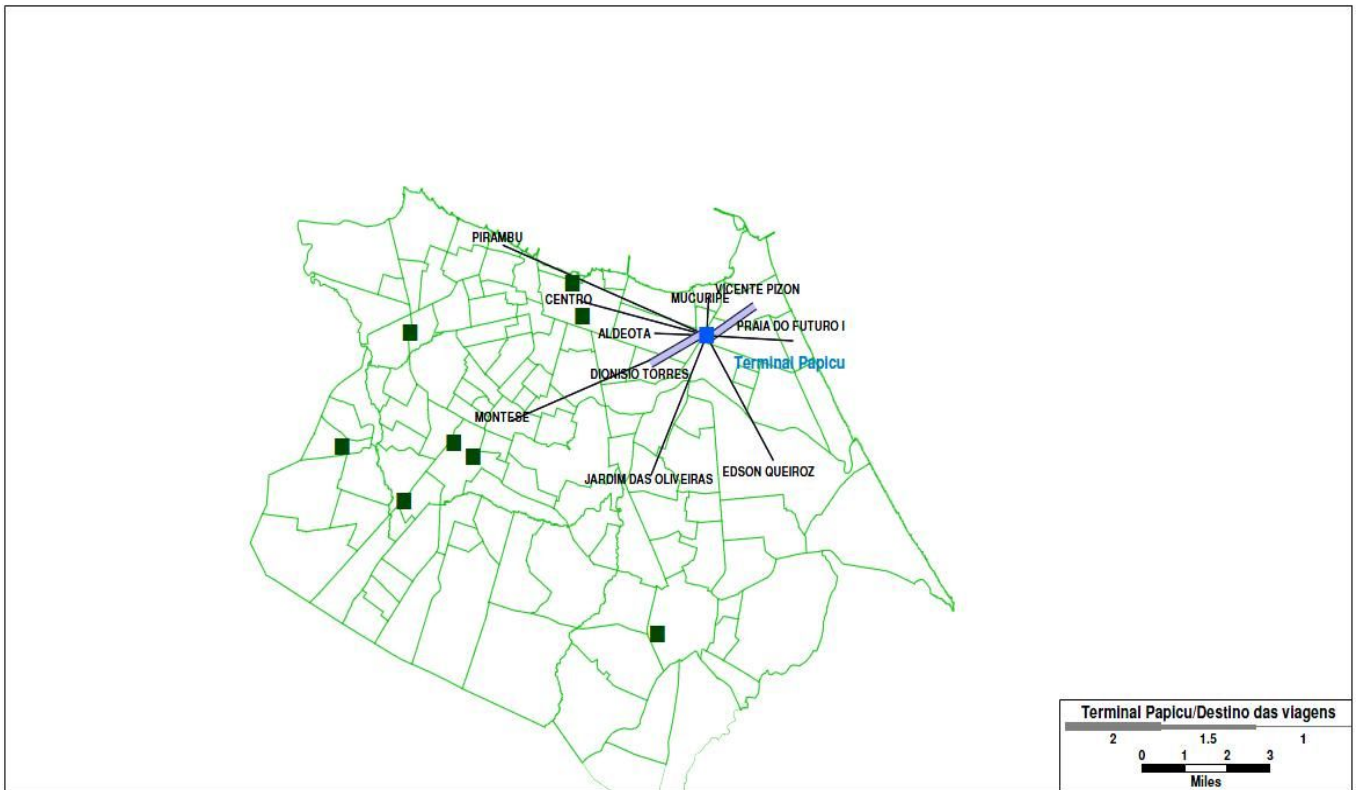 PIRAMBU
CENTRO
MUCURIPE
VICENTE PIZON
ALDEOTA
PRAIA DO FUTURO I
Terminal Papicu
DIONISIO TORRES
MONTESE
JARDIM DAS OLIVEIRAS
EDSON QUEIROZ
Terminal Papicu/Destino das viagens
2 1.5 1
0 1 2 3
Miles